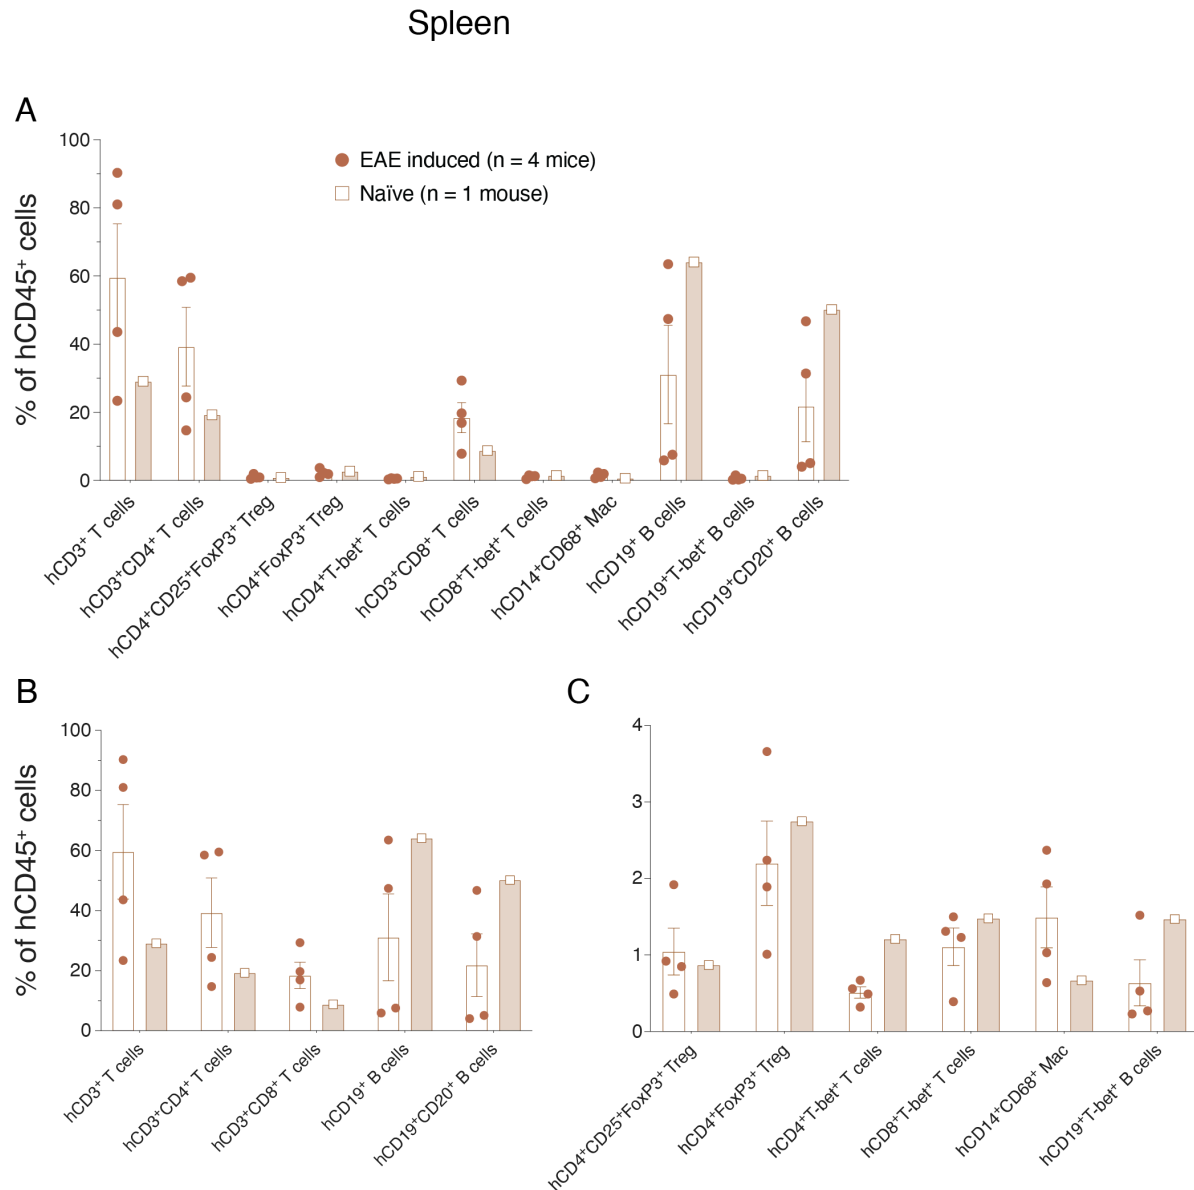 Spleen
A
100
80
60
40
20
0
% of hCD45⁺ cells
EAE induced (n = 4 mice)
Naïve (n = 1 mouse)
hCD3⁺ T cells
hCD3⁺CD4⁺ T cells
hCD4⁺CD25⁺FoxP3⁺ Treg
hCD4⁺FoxP3⁺ Treg
hCD4⁺T-bet⁺ T cells
hCD3⁺CD8⁺ T cells
hCD8⁺T-bet⁺ T cells
hCD14⁺CD68⁺ Mac
hCD19⁺ B cells
hCD19⁺T-bet⁺ B cells
hCD19⁺CD20⁺ B cells
B
100
80
60
40
20
0
% of hCD45⁺ cells
hCD3⁺ T cells
hCD3⁺CD4⁺ T cells
hCD3⁺CD8⁺ T cells
hCD19⁺ B cells
hCD19⁺CD20⁺ B cells
C
4
3
2
1
0
hCD4⁺CD25⁺FoxP3⁺ Treg
hCD4⁺FoxP3⁺ Treg
hCD4⁺T-bet⁺ T cells
hCD8⁺T-bet⁺ T cells
hCD14⁺CD68⁺ Mac
hCD19⁺T-bet⁺ B cells